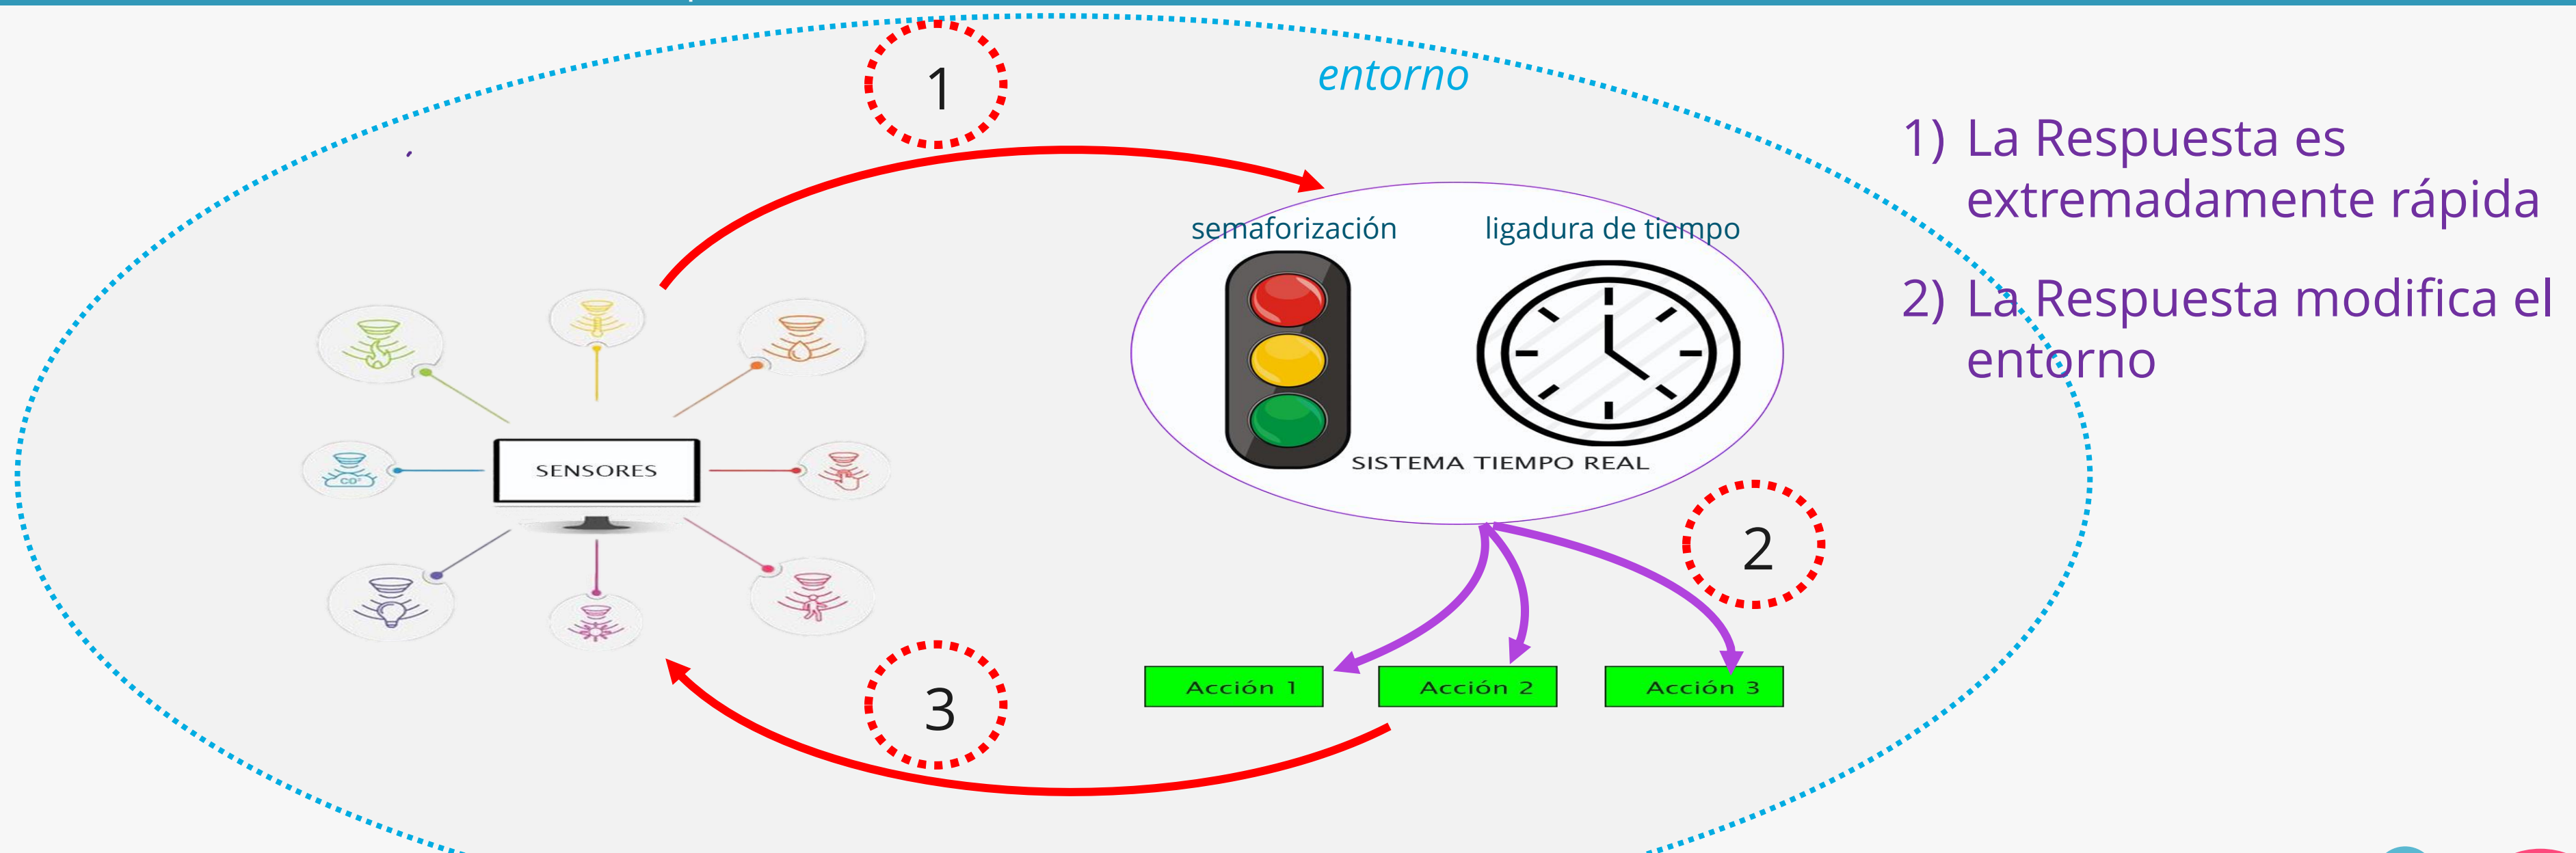 1
entorno
1) La Respuesta es
extremadamente rápida
2) La Respuesta modifica el
entorno
semaforización
ligadura de tiempo
SISTEMA TIEMPO REAL
SENSORES
CO²
2
Acción 1
Acción 2
Acción 3
3